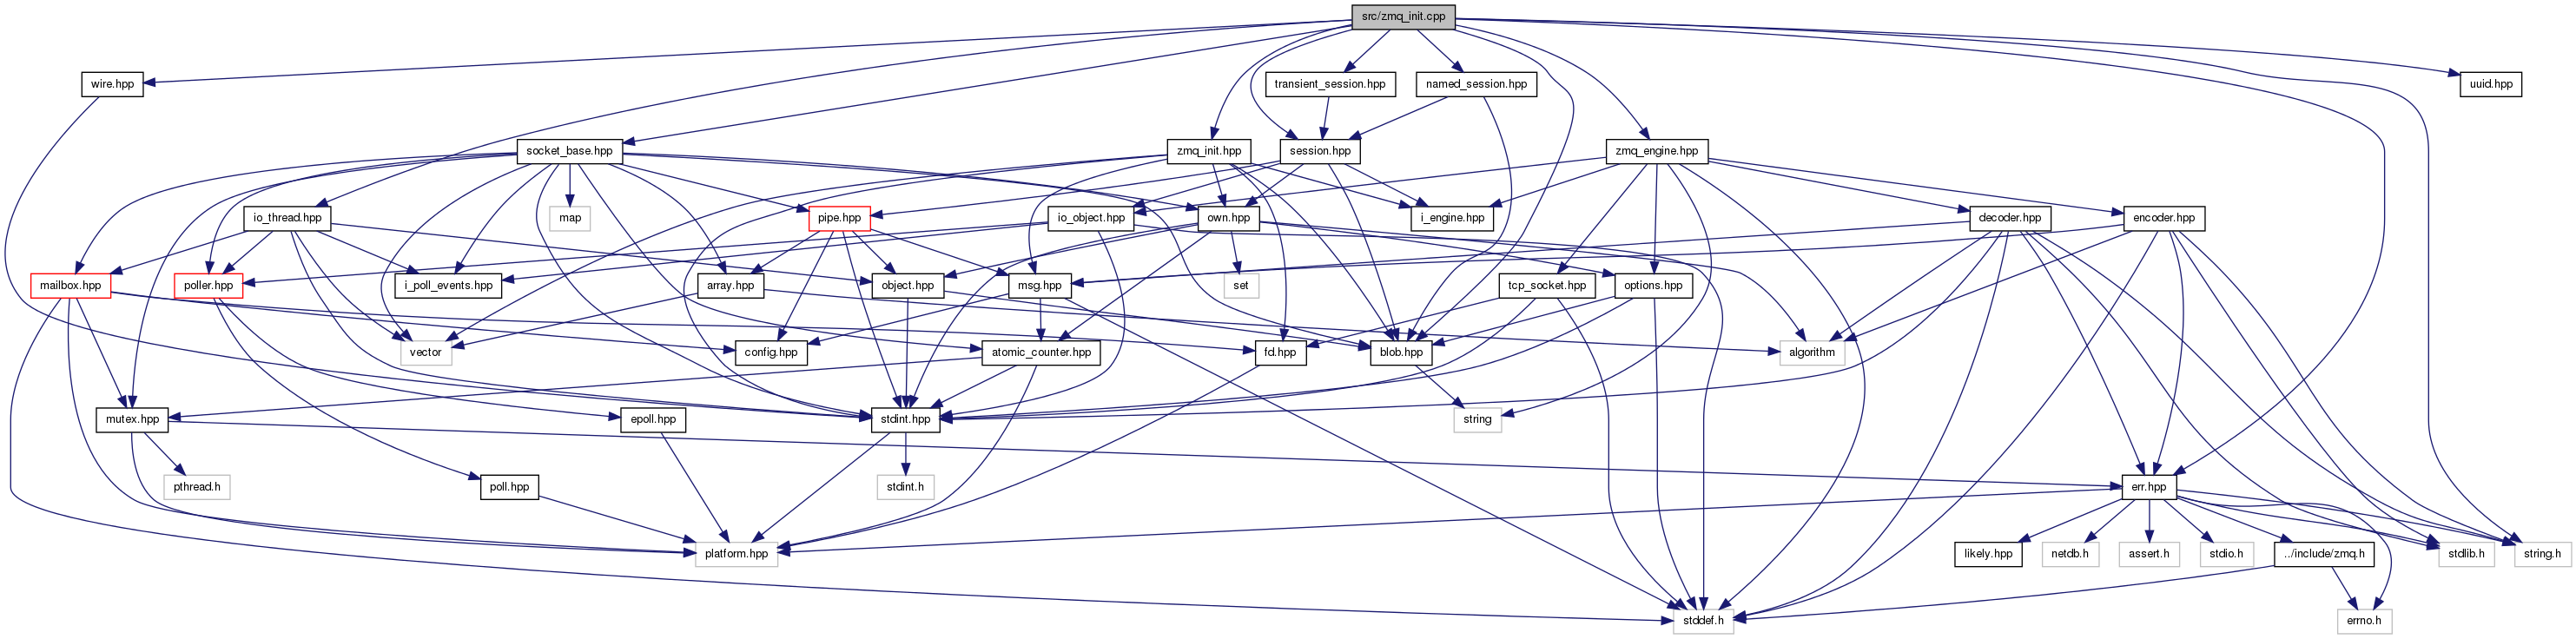 src/zmq_init.cpp
wire.hpp
transient_session.hpp
named_session.hpp
uuid.hpp
socket_base.hpp
zmq_init.hpp
session.hpp
zmq_engine.hpp
map
io_thread.hpp
pipe.hpp
io_object.hpp
own.hpp
i_engine.hpp
decoder.hpp
encoder.hpp
mailbox.hpp
poller.hpp
i_poll_events.hpp
array.hpp
object.hpp
msg.hpp
set
tcp_socket.hpp
options.hpp
vector
config.hpp
atomic_counter.hpp
fd.hpp
blob.hpp
algorithm
mutex.hpp
epoll.hpp
stdint.hpp
string
pthread.h
poll.hpp
stdint.h
err.hpp
platform.hpp
likely.hpp
netdb.h
assert.h
stdio.h
../include/zmq.h
stdlib.h
string.h
stddef.h
errno.h